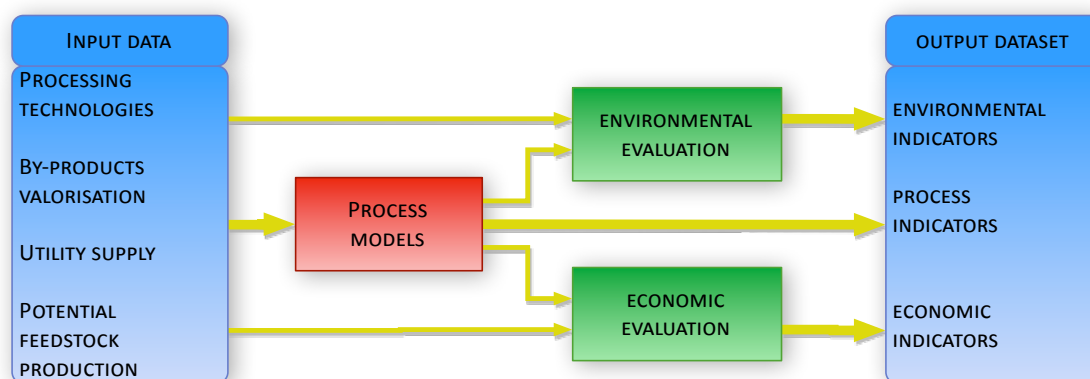 INPUT DATA
PROCESSING
TECHNOLOGIES
BY-PRODUCTS
VALORISATION
UTILITY SUPPLY
POTENTIAL
FEEDSTOCK
PRODUCTION
PROCESS
MODELS
ENVIRONMENTAL
EVALUATION
ECONOMIC
EVALUATION
OUTPUT DATASET
ENVIRONMENTAL
INDICATORS
PROCESS
INDICATORS
ECONOMIC
INDICATORS